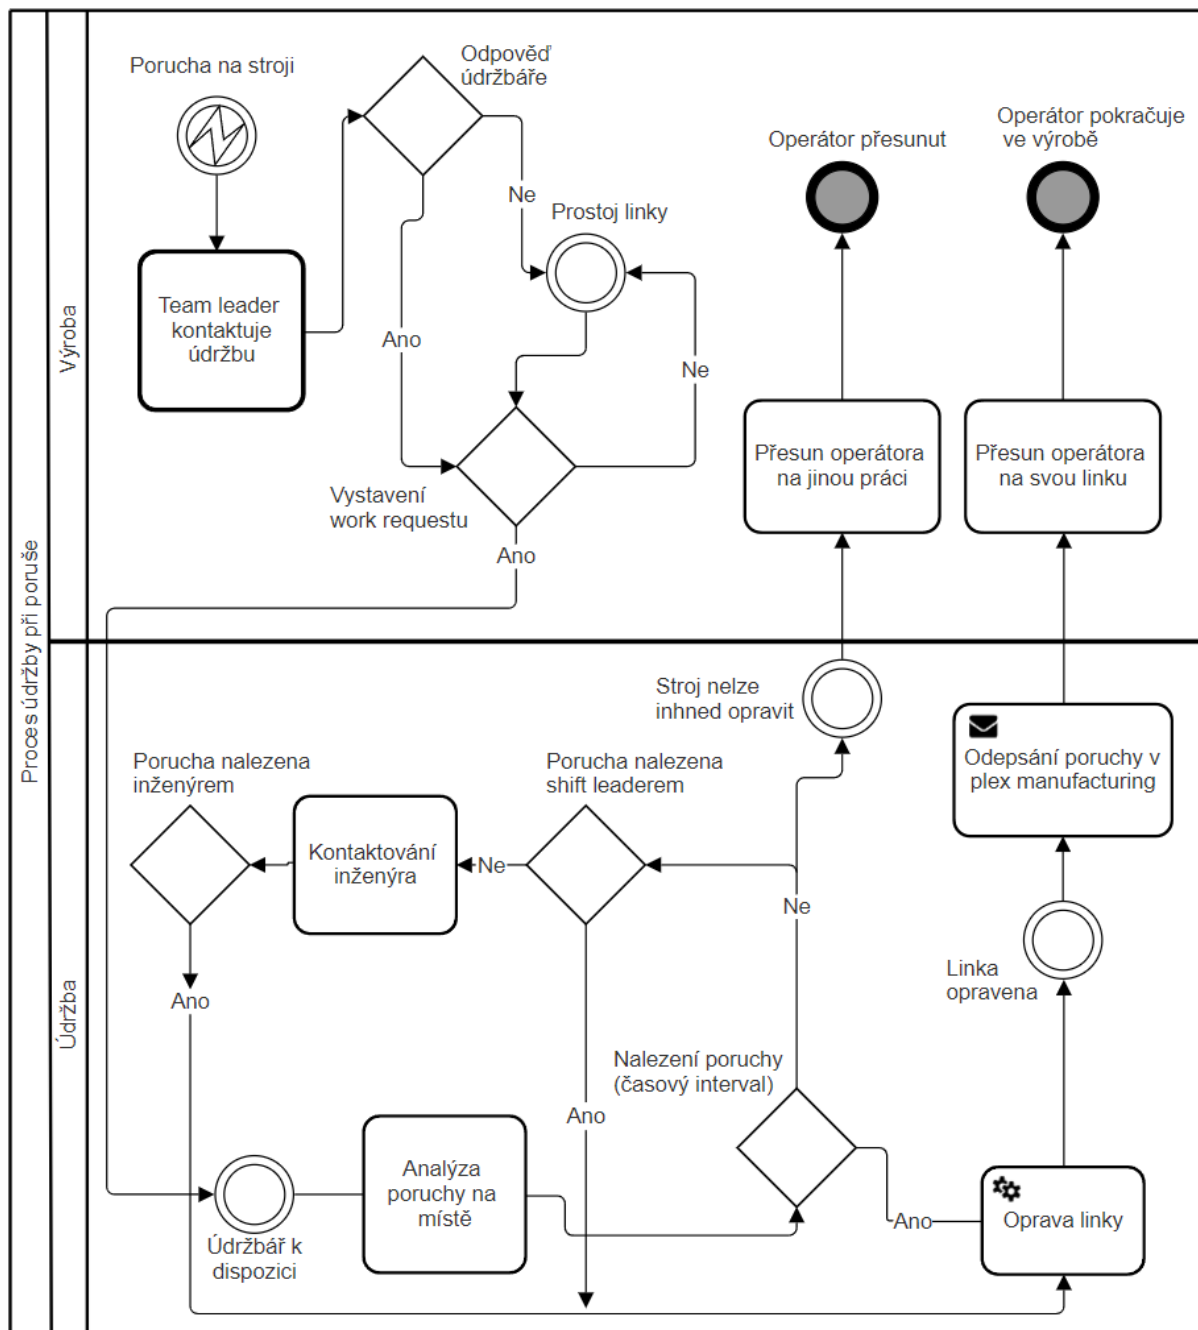 Proces údržby při poruše
Výroba
Porucha na stroji
Team leader
kontaktuje
údržbu
Odpověď
údržbáře
Ne
Ano
Prostoj linky
Ne
Vystavení
work requestu
Ano
Operátor přesunut
Operátor pokračuje
ve výrobě
Přesun operátora
na jinou práci
Přesun operátora
na svou linku
Údržba
Stroj nelze
inhned opravit
Odepsání poruchy v
plex manufacturing
Porucha nalezena
inženýrem
Kontaktování
inženýra
Ne
Porucha nalezena
shift leaderem
Ne
Ano
Linka
opravena
Nalezení poruchy
(časový interval)
Ano
Analýza
poruchy na
místě
Údržbář k
dispozici
Ano
Oprava linky